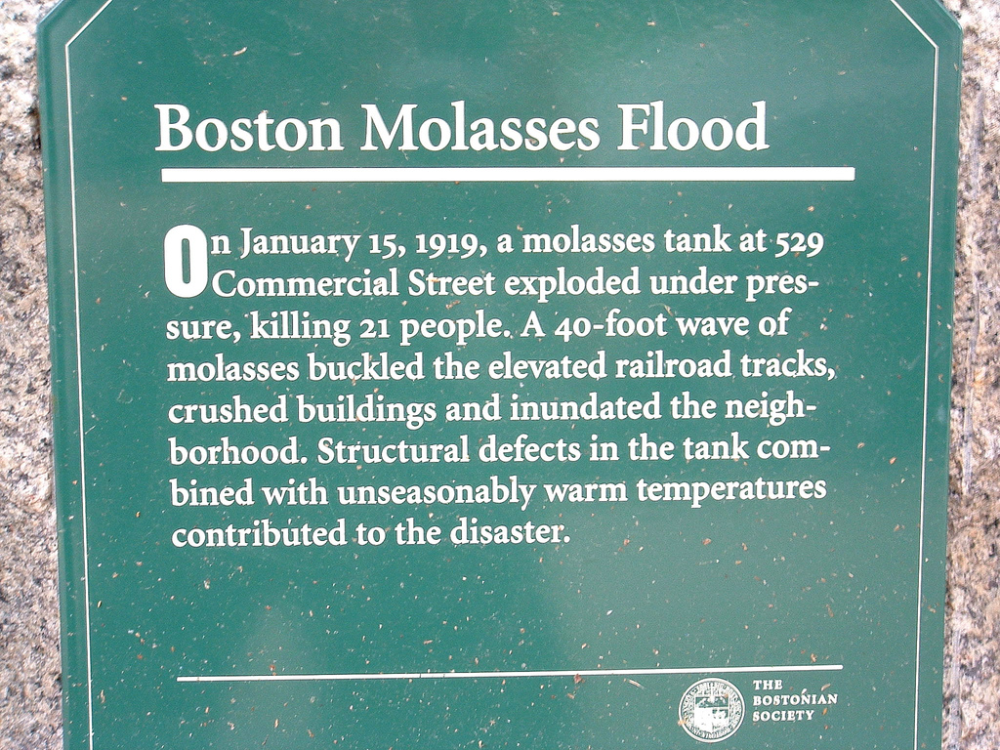 Boston Molasses Flood
On January 15, 1919, a molasses tank at 529
Commercial Street exploded under pres-
sure, killing 21 people. A 40-foot wave of
molasses buckled the elevated railroad tracks,
crushed buildings and inundated the neigh-
borhood. Structural defects in the tank com-
bined with unseasonably warm temperatures
contributed to the disaster.
THE
BOSTONIAN
SOCIETY